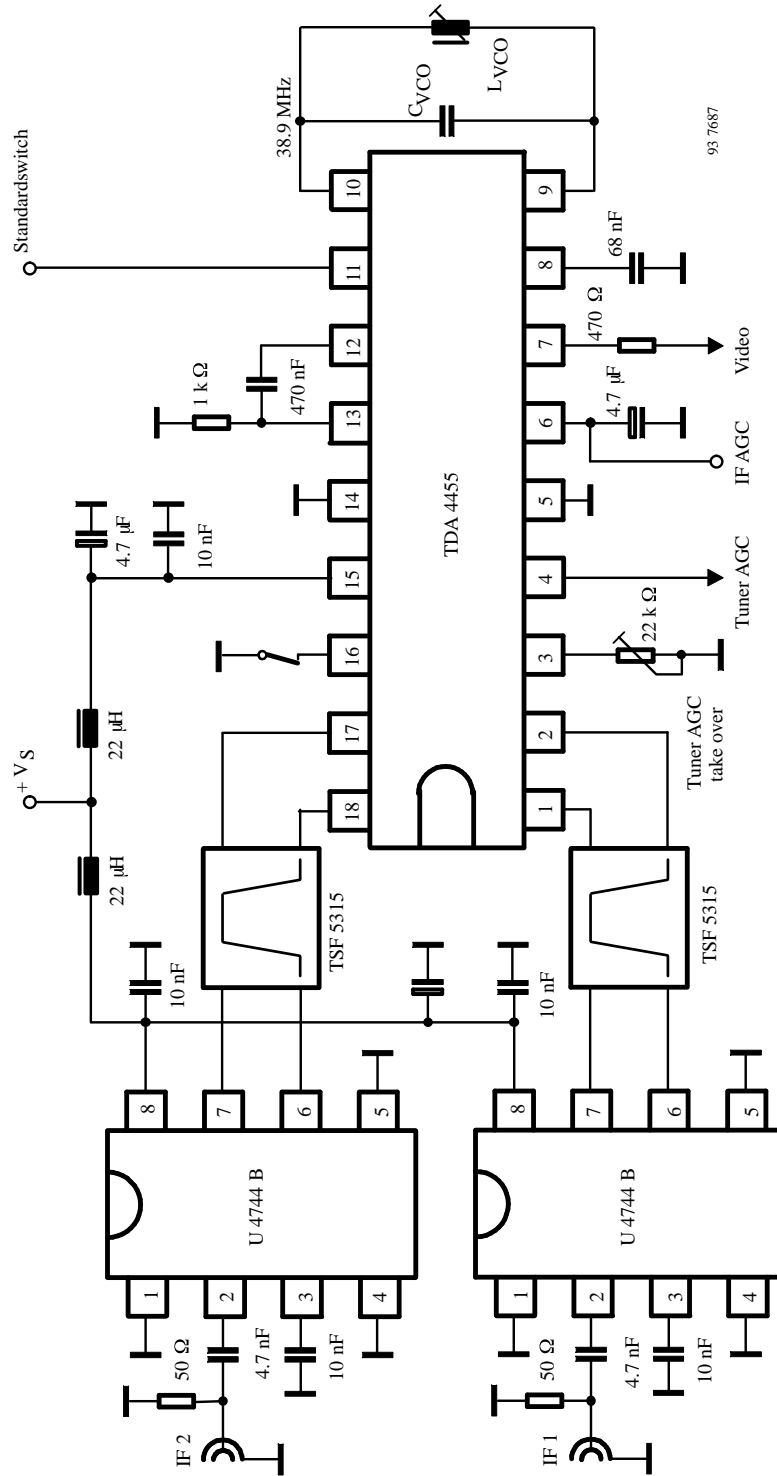 Standardswitch
+ V S
22 µH
22 µH
4.7 µF
10 nF
1 k Ω
470 nF
38.9 MHz
C VCO
L VCO
10 nF
TSF 5315
18
17
16
15
14
13
12
11
10
TDA 4455
1
2
3
4
5
6
7
8
9
22 k Ω
Tuner AGC
take over
Tuner AGC
IF AGC
4.7 µF
470 Ω
Video
68 nF
93 7687
IF 2
50 Ω
4.7 nF
10 nF
1
2
3
4
U 4744 B
8
7
6
5
10 nF
TSF 5315
IF 1
50 Ω
4.7 nF
10 nF
1
2
3
4
U 4744 B
8
7
6
5